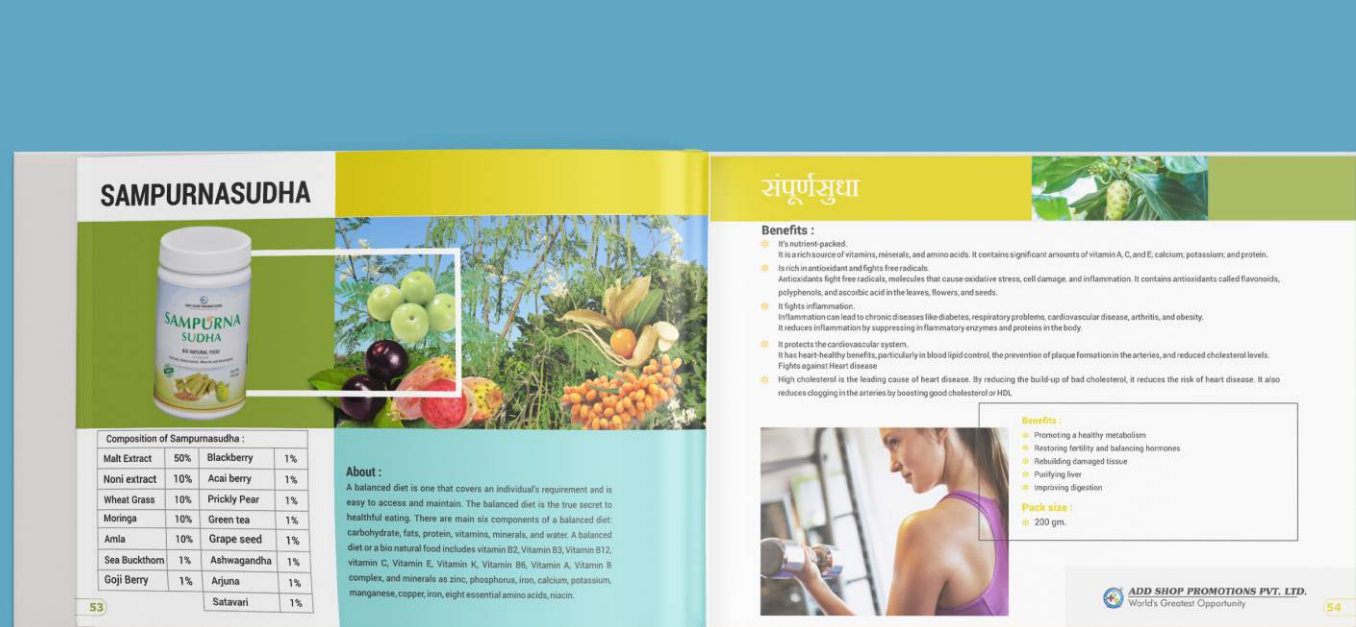 SAMPURNASUDHA
SAMPURNA
SUDHA
BIO NATURAL FOOD
Composition of Sampurnasudha :
Malt Extract 50% Blackberry 1%
Noni extract 10% Acai berry 1%
Wheat Grass 10% Prickly Pear 1%
Moringa 10% Green tea 1%
Amla 10% Grape seed 1%
Sea Buckthorn 1% Ashwagandha 1%
Goji Berry 1% Arjuna 1%
Satavari 1%
53
About :
A balanced diet is one that covers an individual's requirement and is
easy to access and maintain. The balanced diet is the true secret to
healthful eating. There are main six components of a balanced diet:
carbohydrate, fats, protein, vitamins, minerals, and water. A balanced
diet or a bio natural food includes vitamin B2, Vitamin B3, Vitamin B12,
vitamin C, Vitamin E, Vitamin K, Vitamin B6, Vitamin A, Vitamin B
complex, and minerals as zinc, phosphorus, iron, calcium, potassium,
manganese, copper, iron, eight essential amino acids, niacin.
संपूर्णसुधा
Benefits :
It's nutrient-packed.
It is a rich source of vitamins, minerals, and amino acids. It contains significant amounts of vitamin A, C, and E; calcium; potassium; and protein.
Is rich in antioxidant and fights free radicals.
Antioxidants fight free radicals, molecules that cause oxidative stress, cell damage, and inflammation. It contains antioxidants called flavonoids,
polyphenols, and ascorbic acid in the leaves, flowers, and seeds.
It fights inflammation.
Inflammation can lead to chronic diseases like diabetes, respiratory problems, cardiovascular disease, arthritis, and obesity.
It reduces inflammation by suppressing in flammatory enzymes and proteins in the body.
It protects the cardiovascular system.
It has heart-healthy benefits, particularly in blood lipid control, the prevention of plaque formation in the arteries, and reduced cholesterol levels.
Fights against Heart disease
High cholesterol is the leading cause of heart disease. By reducing the build-up of bad cholesterol, it reduces the risk of heart disease. It also
reduces clogging in the arteries by boosting good cholesterol or HDL
Benefits :
Promoting a healthy metabolism
Restoring fertility and balancing hormones
Rebuilding damaged tissue
Purifying liver
Improving digestion
Pack size :
200 gm.
ADD SHOP PROMOTIONS PVT. LTD.
World's Greatest Opportunity
54